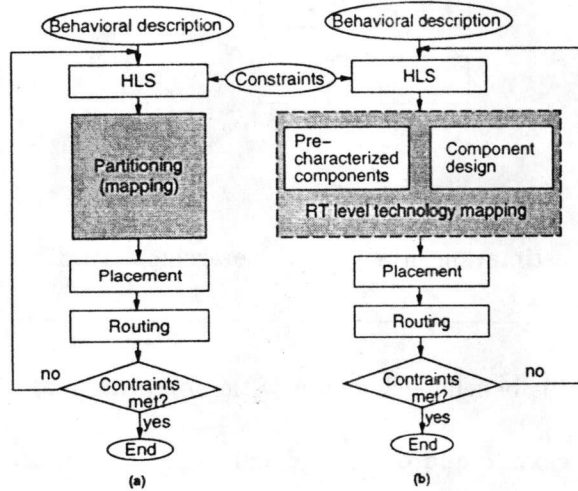 Behavioral description
HLS
Partitioning
(mapping)
Placement
Routing
no
Contraints
met?
yes
End
(a)
Constraints
Behavioral description
HLS
Pre-
characterized
components
Component
design
RT level technology mapping
Placement
Routing
Contraints
met?
no
yes
End
(b)